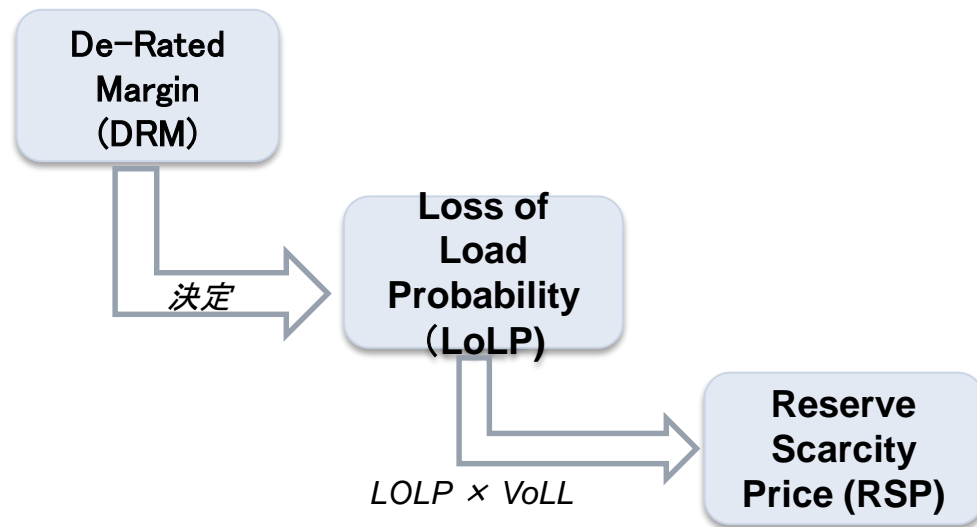 De-Rated
Margin
(DRM)
決定
Loss of
Load
Probability
（LoLP)
LOLP × VoLL
Reserve
Scarcity
Price (RSP)